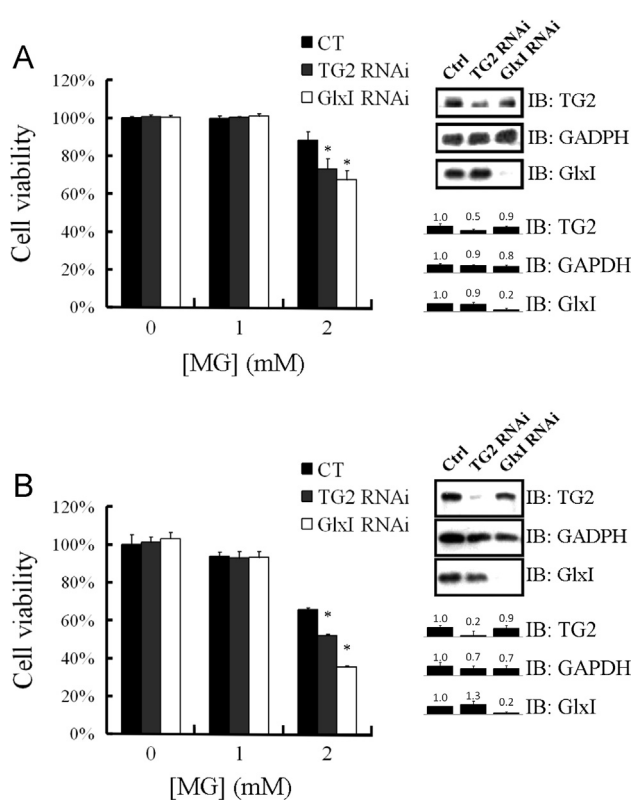 A
CT
TG2 RNAi
GlxI RNAi
120%
100%
80%
60%
40%
20%
0%
Cell viability
* *
0 1 2
[MG] (mM)
Ctrl TG2 RNAi GlxI RNAi
IB: TG2
IB: GADPH
IB: GlxI
1.0 0.5 0.9 IB: TG2
1.0 0.9 0.8 IB: GAPDH
1.0 0.9 0.2 IB: GlxI
B
CT
TG2 RNAi
GlxI RNAi
120%
100%
80%
60%
40%
20%
0%
Cell viability
* *
0 1 2
[MG] (mM)
Ctrl TG2 RNAi GlxI RNAi
IB: TG2
IB: GADPH
IB: GlxI
1.0 0.2 0.9 IB: TG2
1.0 0.7 0.7 IB: GAPDH
1.0 1.3 0.2 IB: GlxI